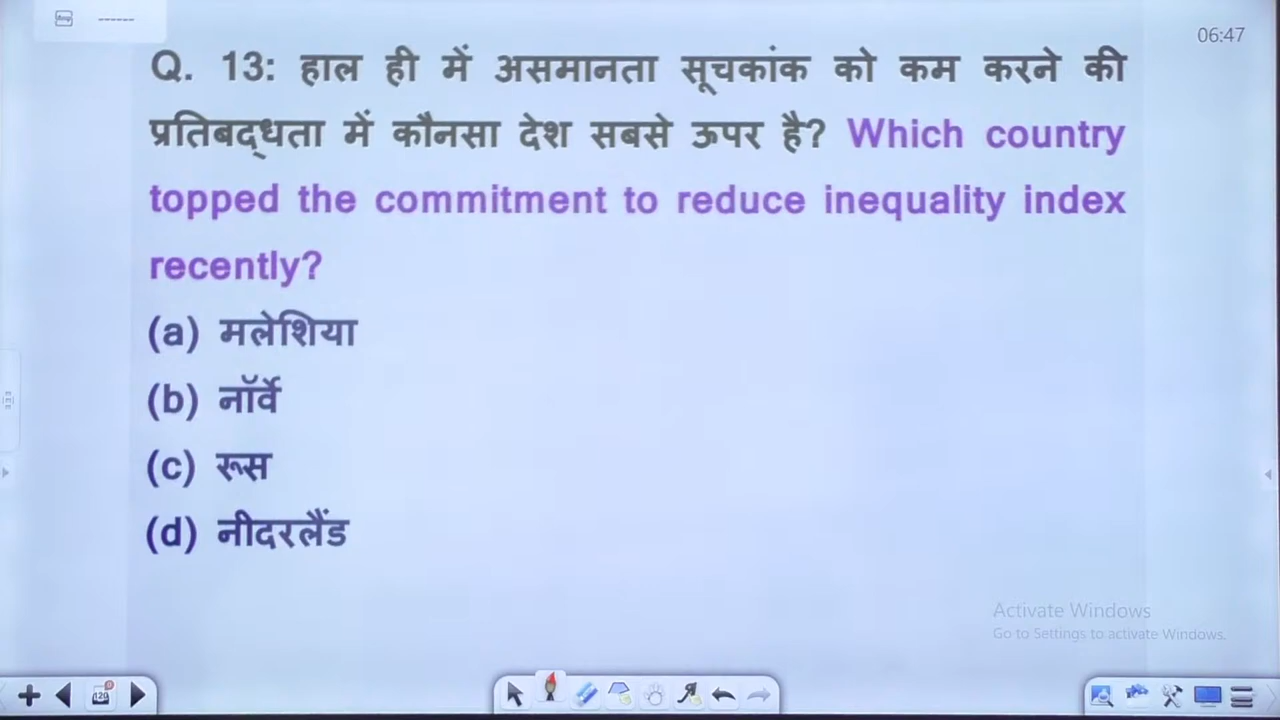 06:47
Q. 13: हाल ही में असमानता सूचकांक को कम करने की
प्रतिबद्धता में कौनसा देश सबसे ऊपर है? Which country
topped the commitment to reduce inequality index
recently?
(a) मलेशिया
(b) नॉर्वे
(c) रूस
(d) नीदरलैंड
Activate Windows
Go to Settings to activate Windows.
120